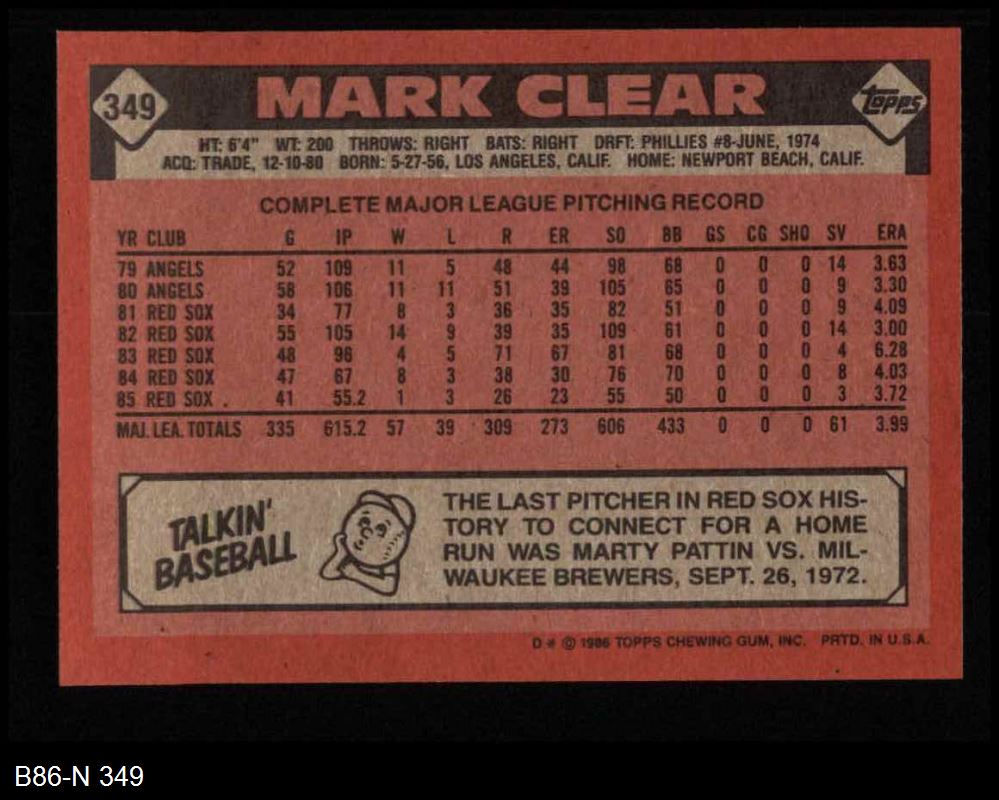 349 MARK CLEAR Topps
HT: 6'4" WT: 200 THROWS: RIGHT BATS: RIGHT DRFT: PHILLIES #8-JUNE, 1974
ACQ: TRADE, 12-10-80 BORN: 5-27-56, LOS ANGELES, CALIF. HOME: NEWPORT BEACH, CALIF.
COMPLETE MAJOR LEAGUE PITCHING RECORD
YR CLUB G IP W L R ER SO BB GS CG SHO SV ERA
79 ANGELS 52 109 11 5 48 44 98 68 0 0 0 14 3.63
80 ANGELS 58 106 11 11 51 39 105 65 0 0 0 9 3.30
81 RED SOX 34 77 8 3 36 35 82 51 0 0 0 9 4.09
82 RED SOX 55 105 14 9 39 35 109 61 0 0 0 14 3.00
83 RED SOX 48 96 4 5 71 67 81 68 0 0 0 4 6.28
84 RED SOX 47 67 8 3 38 30 76 70 0 0 0 8 4.03
85 RED SOX . 41 55.2 1 3 26 23 55 50 0 0 0 3 3.72
MAJ. LEA. TOTALS 335 615.2 57 39 309 273 606 433 0 0 0 61 3.99
TALKIN'
BASEBALL
THE LAST PITCHER IN RED SOX HIS-
TORY TO CONNECT FOR A HOME
RUN WAS MARTY PATTIN VS. MIL-
WAUKEE BREWERS, SEPT. 26, 1972.
D * © 1986 TOPPS CHEWING GUM, INC. PRTD. IN U.S.A.
B86-N 349